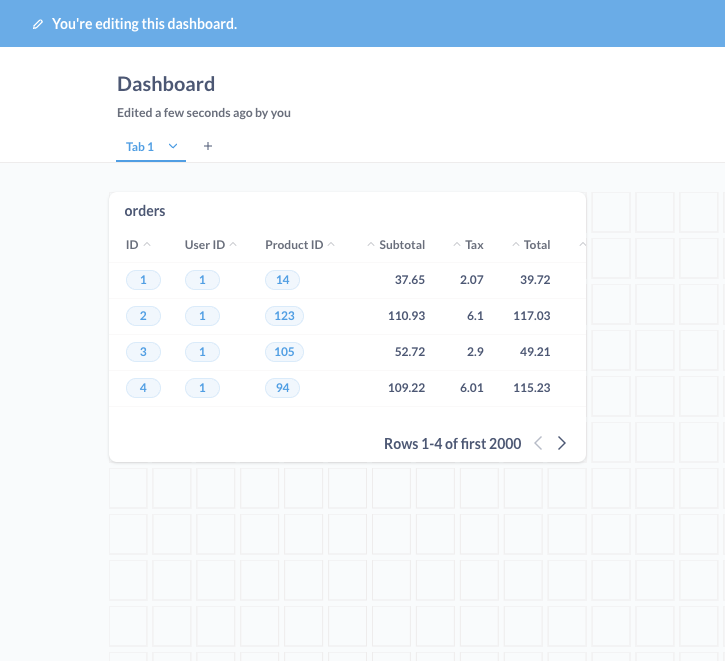 You're editing this dashboard.
Dashboard
Edited a few seconds ago by you
Tab 1 +
orders
ID User ID Product ID Subtotal Tax Total
1 1 14 37.65 2.07 39.72
2 1 123 110.93 6.1 117.03
3 1 105 52.72 2.9 49.21
4 1 94 109.22 6.01 115.23
Rows 1-4 of first 2000